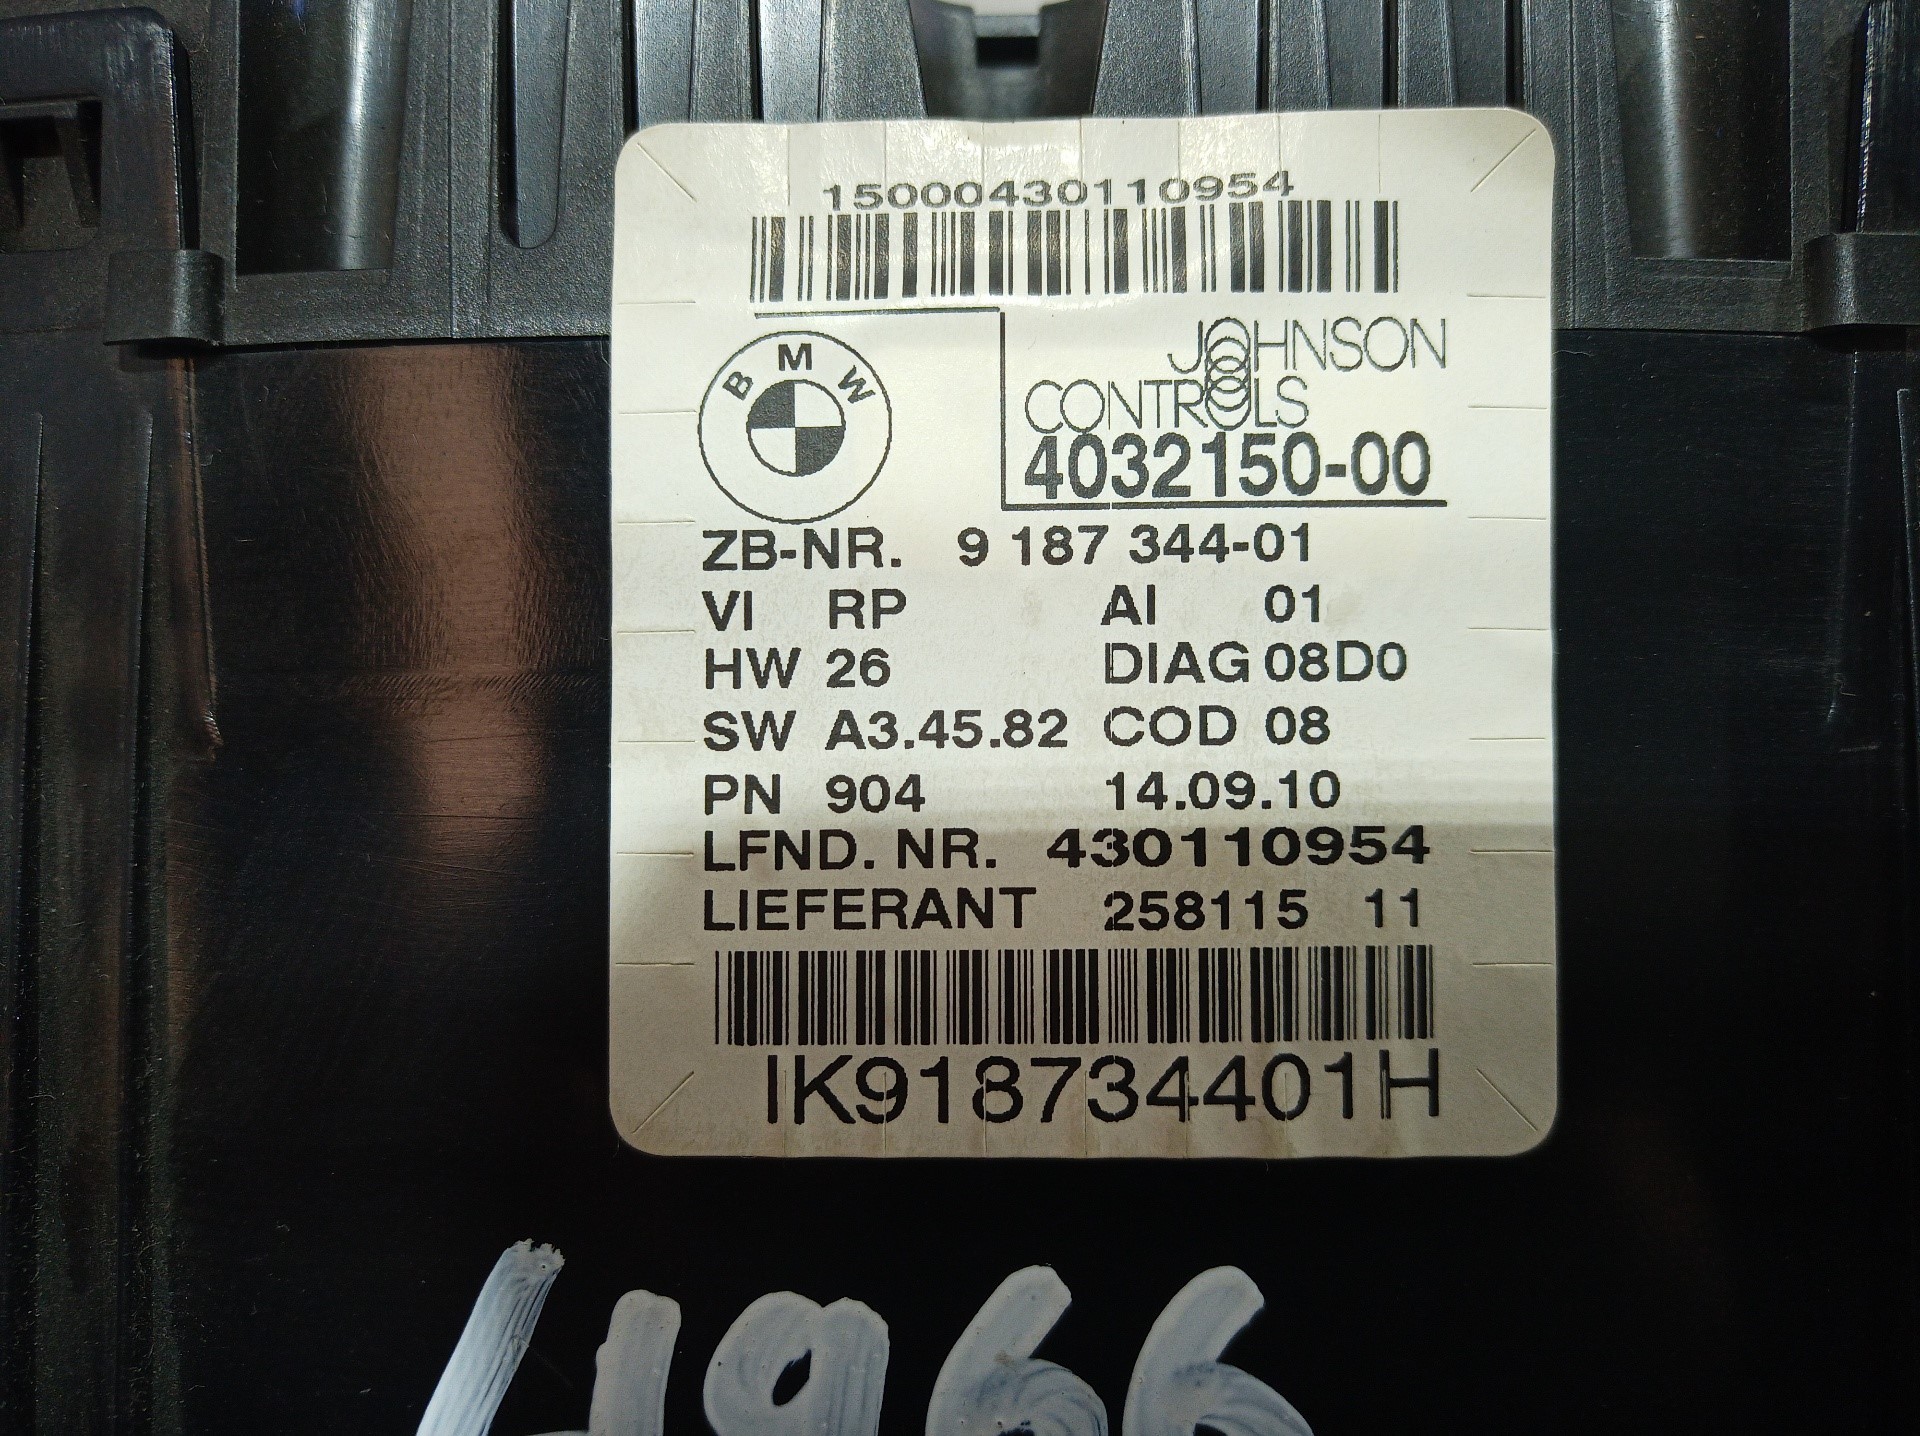 15000430110954
BMW
JOHNSON
CONTROLS
4032150-00
ZB-NR. 9 187 344-01
VI RP AI 01
HW 26 DIAG 08D0
SW A3.45.82 COD 08
PN 904 14.09.10
LFND. NR. 430110954
LIEFERANT 258115 11
IK918734401H
4966